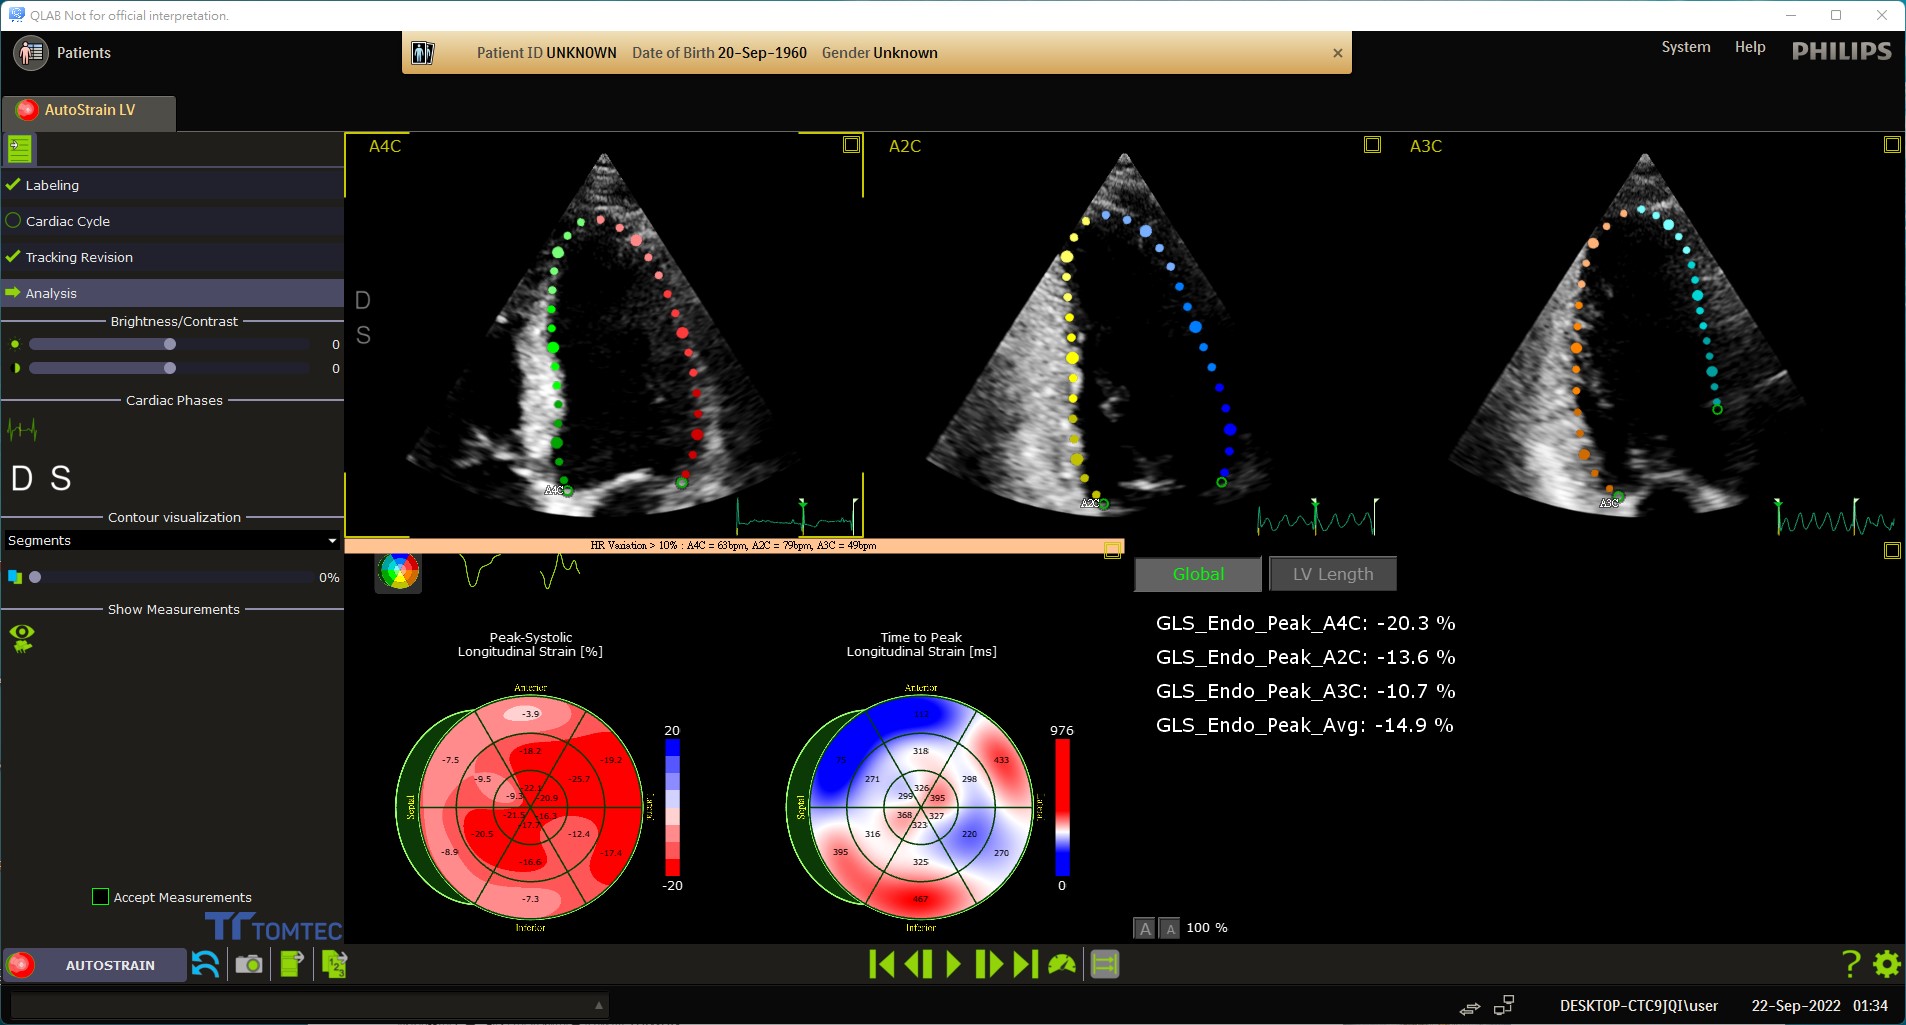 QLAB Not for official interpretation.
Patients
Patient ID UNKNOWN Date of Birth 20-Sep-1960 Gender Unknown
System Help PHILIPS
AutoStrain LV
Labeling
Cardiac Cycle
Tracking Revision
Analysis
Brightness/Contrast
0
0
Cardiac Phases
D S
Contour visualization
Segments
0%
Show Measurements
Accept Measurements
TOMTEC
AUTOSTRAIN
A4C
D
S
A4C
A2C
A2C
A3C
A3C
HR Variation > 10% : A4C = 63bpm, A2C = 79bpm, A3C = 49bpm
Peak-Systolic
Longitudinal Strain [%]
Anterior
-3.9
-7.5
-18.2
-19.2
-9.5
-25.7
-22.1
-9.3
-20.9
Septal
-21.5
-16.3
-17.7
-20.5
-12.4
-8.9
-16.6
-17.4
-7.3
Inferior
20
-20
Time to Peak
Longitudinal Strain [ms]
Anterior
318
433
271
298
326
299
395
Septal
368
327
323
316
220
395
325
270
467
Inferior
976
0
Global LV Length
GLS_Endo_Peak_A4C: -20.3 %
GLS_Endo_Peak_A2C: -13.6 %
GLS_Endo_Peak_A3C: -10.7 %
GLS_Endo_Peak_Avg: -14.9 %
A A 100 %
?
DESKTOP-CTC9JQI\user 22-Sep-2022 01:34